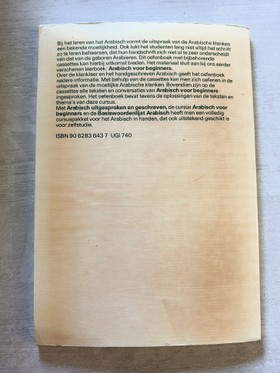 Bij het leren van het Arabisch vormt de uitspraak van de Arabische klanken
een bekende moeilijkheid. Ook lukt het studenten lang niet altijd het schrift
zo te leren beheersen, dat hun handschrift zich niet al te zeer onderscheidt
van dat van de geboren Arabieren. Dit oefenboek met bijbehorende
cassettes kan hierbij uitkomst bieden. Het materiaal sluit aan bij ons eerder
verschenen leerboek: Arabisch voor beginners.
Over de klankleer en het handgeschreven Arabisch geeft het oefenboek
nadere informatie. Met behulp van de cassettes kan men zich oefenen in de
uitspraak van de moeilijke Arabische klanken. Bovendien zijn op de
cassettes alle teksten en conversaties van Arabisch voor beginners
ingesproken. Het oefenboek bevat tevens de oplossingen van de teksten en
thema's van deze cursus.
Met Arabisch uitgesproken en geschreven, de cursus Arabisch voor
beginners en de Basiswoordenlijst Arabisch heeft men een volledig
cursuspakket voor het Arabisch in handen, dat ook uitstekend geschikt is
voor zelfstudie.
ISBN 90 6283 643 7 UGI 740